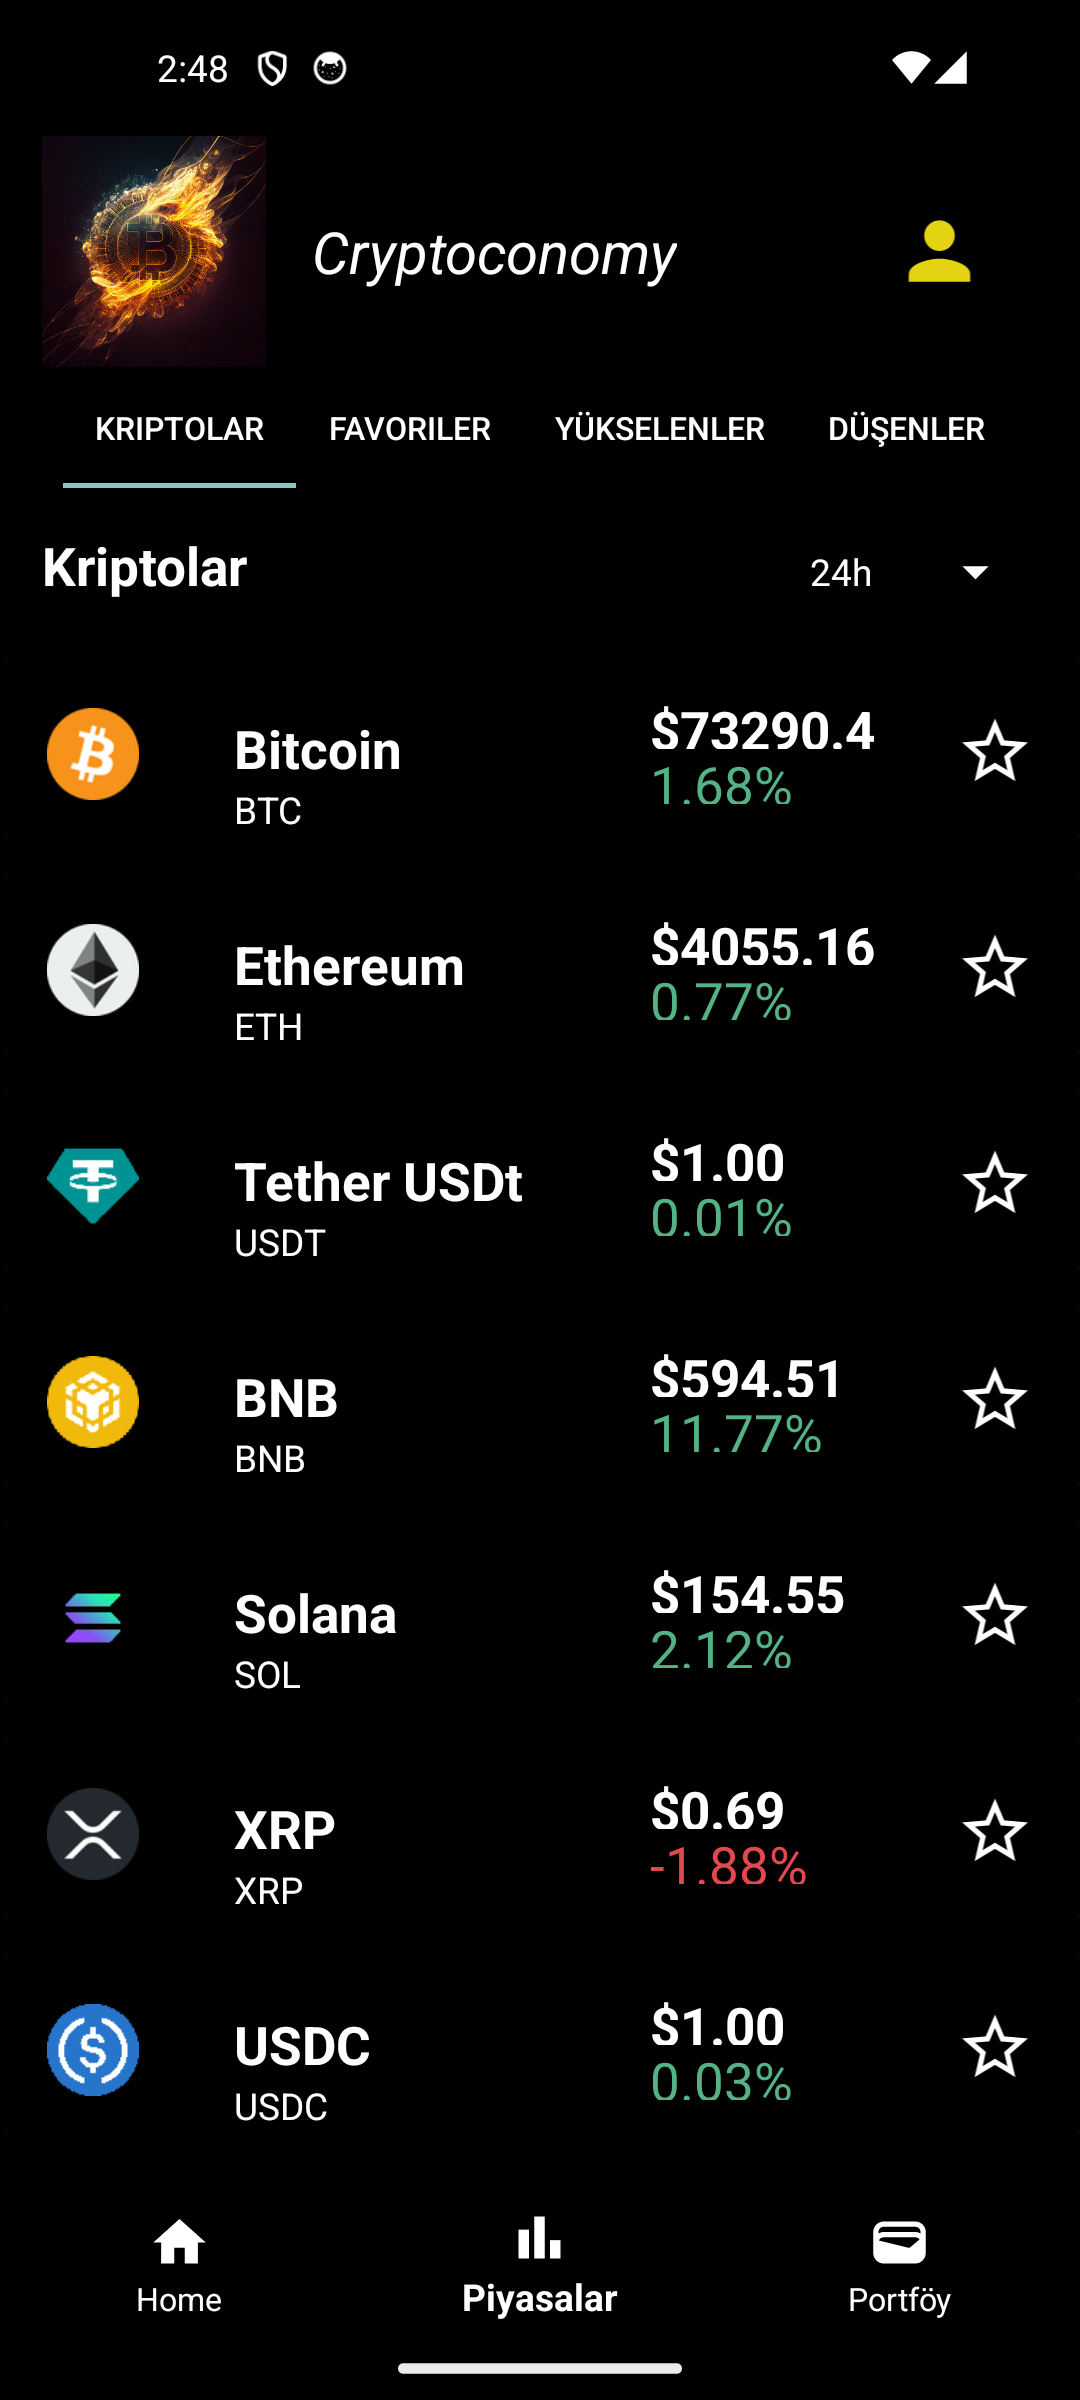 2:48
Cryptoconomy
KRIPTOLAR FAVORILER YÜKSELENLER DÜŞENLER
Kriptolar 24h
Bitcoin $73290.4
BTC 1.68%
Ethereum $4055.16
ETH 0.77%
Tether USDt $1.00
USDT 0.01%
BNB $594.51
BNB 11.77%
Solana $154.55
SOL 2.12%
XRP $0.69
XRP -1.88%
USDC $1.00
USDC 0.03%
Home Piyasalar Portföy